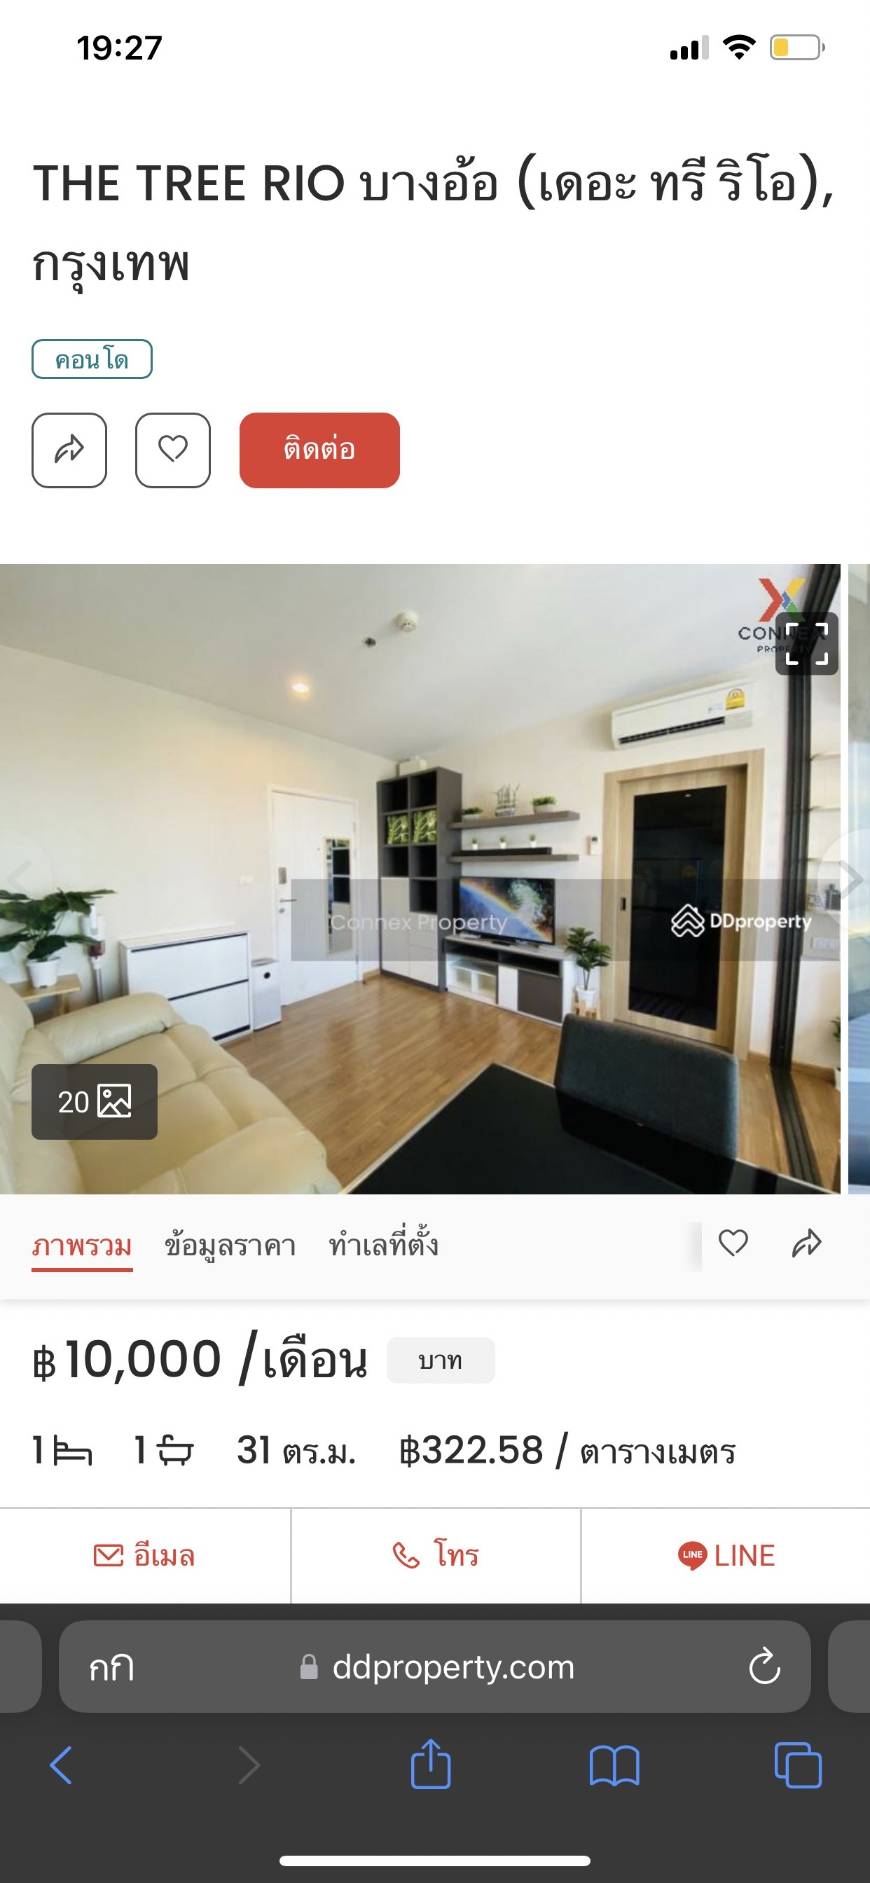 19:27
THE TREE RIO บางอ้อ (เดอะ ทรี ริโอ),
กรุงเทพ
คอนโด
ติดต่อ
Connex Property
DDproperty
20
ภาพรวม ข้อมูลราคา ทำเลที่ตั้ง
฿10,000 /เดือน บาท
1 1 31 ตร.ม. ฿322.58 / ตารางเมตร
อีเมล โทร LINE LINE
กก ddproperty.com